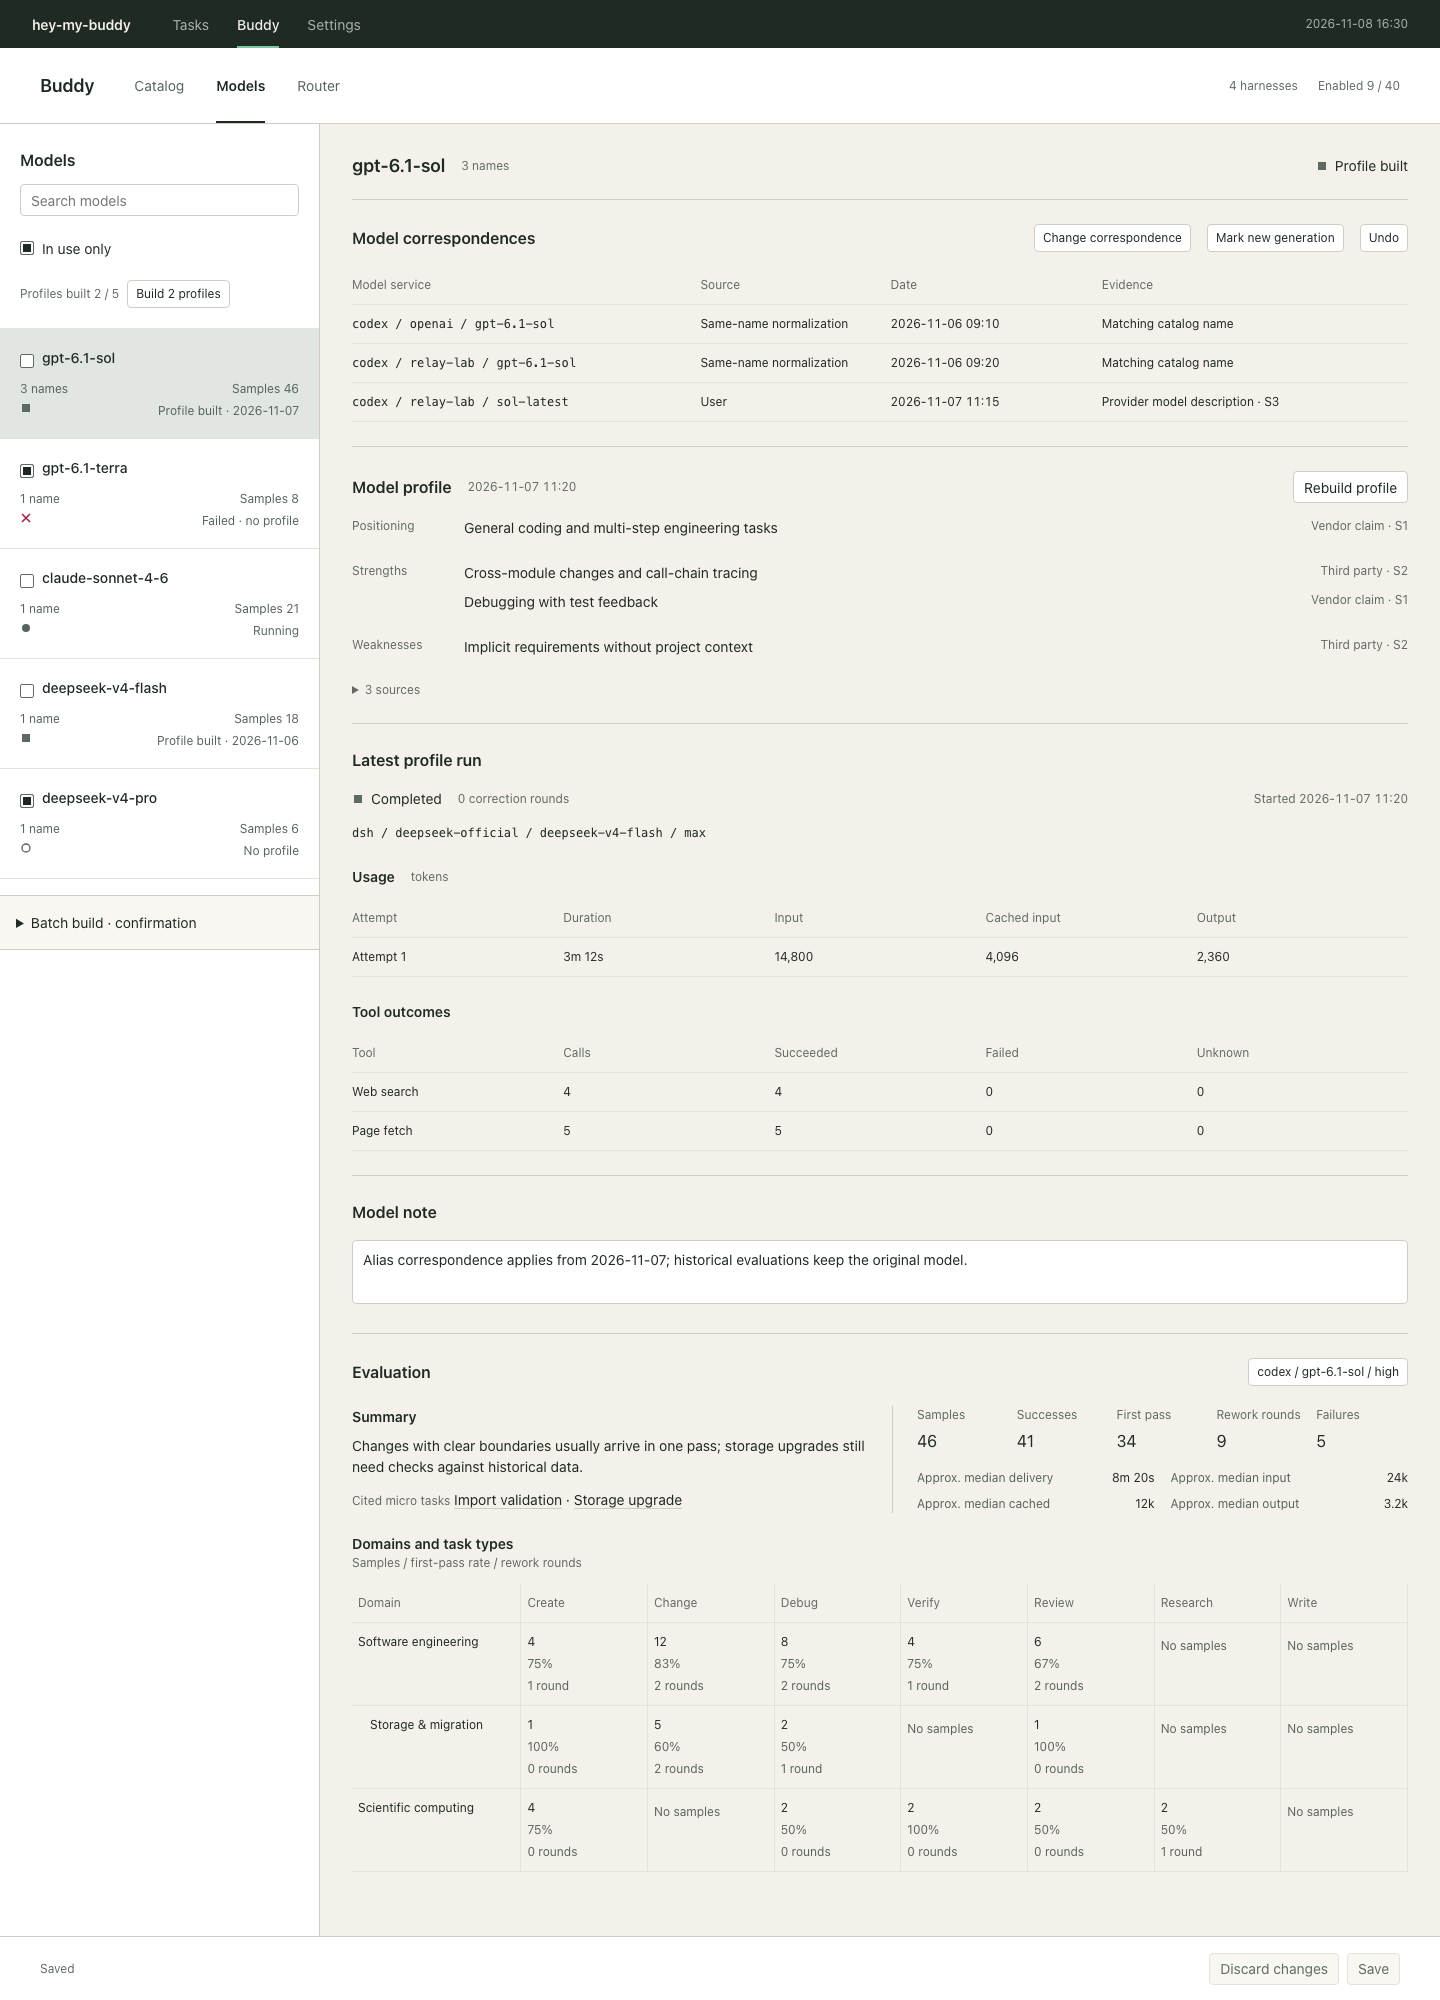 hey-my-buddy Tasks Buddy Settings 2026-11-08 16:30
Buddy Catalog Models Router 4 harnesses Enabled 9 / 40
Models
Search models
In use only
Profiles built 2 / 5 Build 2 profiles
gpt-6.1-sol
3 names Samples 46
Profile built · 2026-11-07
gpt-6.1-terra
1 name Samples 8
Failed · no profile
claude-sonnet-4-6
1 name Samples 21
Running
deepseek-v4-flash
1 name Samples 18
Profile built · 2026-11-06
deepseek-v4-pro
1 name Samples 6
No profile
Batch build · confirmation
gpt-6.1-sol 3 names Profile built
Model correspondences Change correspondence Mark new generation Undo
Model service Source Date Evidence
codex / openai / gpt-6.1-sol Same-name normalization 2026-11-06 09:10 Matching catalog name
codex / relay-lab / gpt-6.1-sol Same-name normalization 2026-11-06 09:20 Matching catalog name
codex / relay-lab / sol-latest User 2026-11-07 11:15 Provider model description · S3
Model profile 2026-11-07 11:20 Rebuild profile
Positioning General coding and multi-step engineering tasks Vendor claim · S1
Strengths Cross-module changes and call-chain tracing Third party · S2
Debugging with test feedback Vendor claim · S1
Weaknesses Implicit requirements without project context Third party · S2
3 sources
Latest profile run
Completed 0 correction rounds Started 2026-11-07 11:20
dsh / deepseek-official / deepseek-v4-flash / max
Usage tokens
Attempt Duration Input Cached input Output
Attempt 1 3m 12s 14,800 4,096 2,360
Tool outcomes
Tool Calls Succeeded Failed Unknown
Web search 4 4 0 0
Page fetch 5 5 0 0
Model note
Alias correspondence applies from 2026-11-07; historical evaluations keep the original model.
Evaluation codex / gpt-6.1-sol / high
Summary
Changes with clear boundaries usually arrive in one pass; storage upgrades still
need checks against historical data.
Cited micro tasks Import validation · Storage upgrade
Samples Successes First pass Rework rounds Failures
46 41 34 9 5
Approx. median delivery 8m 20s Approx. median input 24k
Approx. median cached 12k Approx. median output 3.2k
Domains and task types
Samples / first-pass rate / rework rounds
Domain Create Change Debug Verify Review Research Write
Software engineering 4 12 8 4 6 No samples No samples
75% 83% 75% 75% 67%
1 round 2 rounds 2 rounds 1 round 2 rounds
Storage & migration 1 5 2 No samples 1 No samples No samples
100% 60% 50% 100%
0 rounds 2 rounds 1 round 0 rounds
Scientific computing 4 No samples 2 2 2 2 No samples
75% 50% 100% 50% 50%
0 rounds 0 rounds 0 rounds 0 rounds 1 round
Saved Discard changes Save